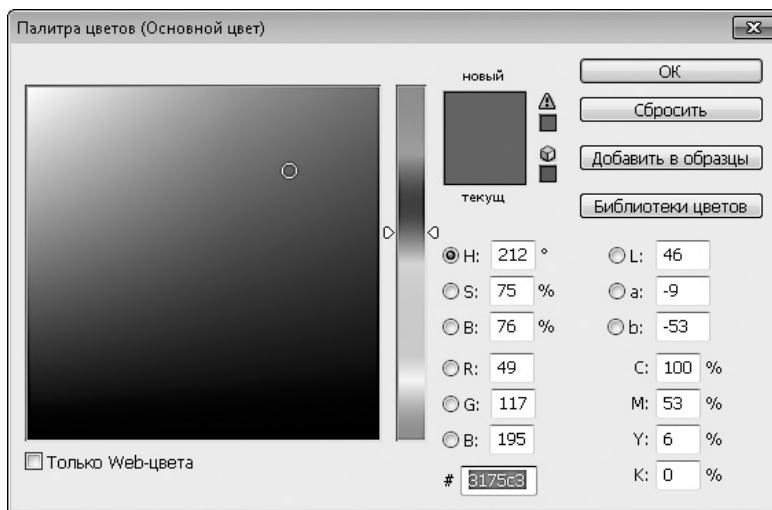 Палитра цветов (Основной цвет)
новый
текущ
ОК
Сбросить
Добавить в образцы
Библиотеки цветов
H: 212 °
S: 75 %
B: 76 %
R: 49
G: 117
B: 195
# 3175c3
L: 46
a: -9
b: -53
C: 100 %
M: 53 %
Y: 6 %
K: 0 %
Только Web-цвета